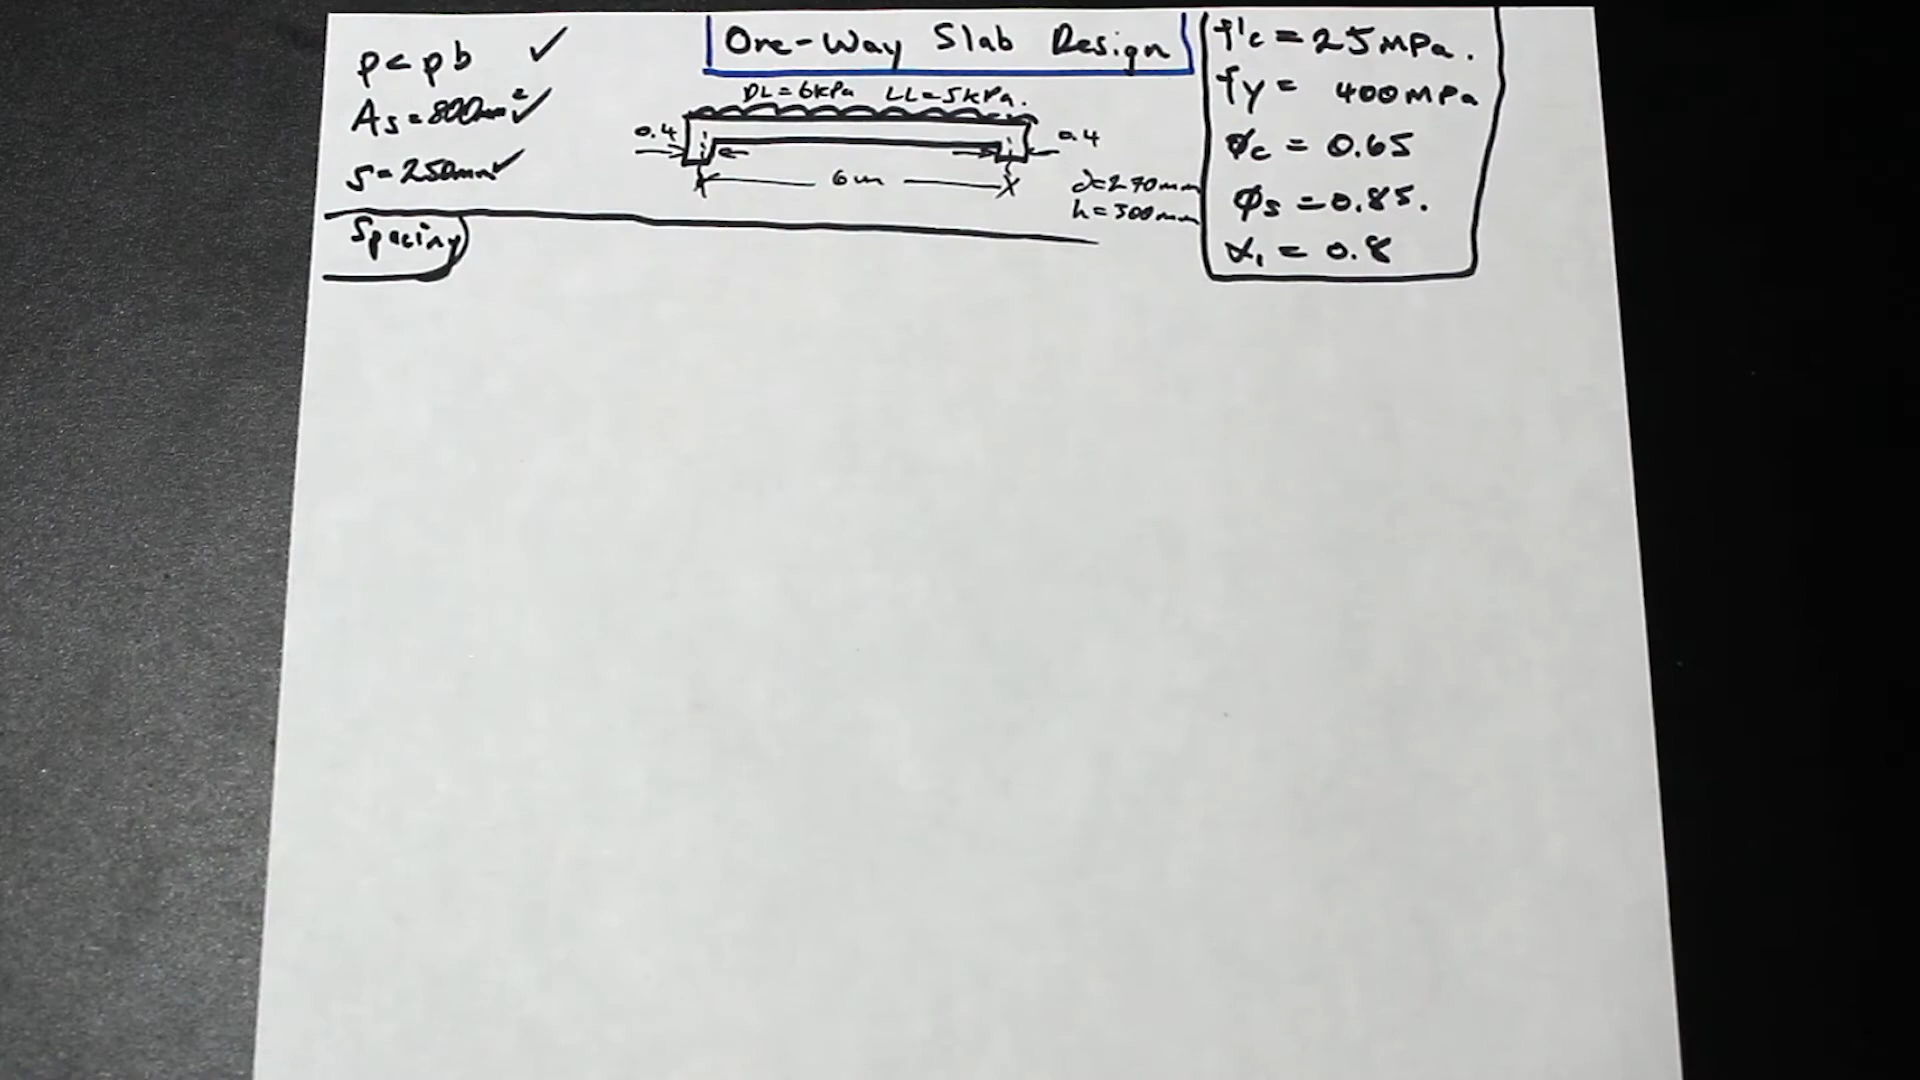 One-Way Slab Design
ρ < ρb ✓
As = 800mm² ✓
s = 250mm ✓
Spacing
DL = 6kPa LL = 5kPa.
0.4
0.4
6m
d = 270mm
h = 300mm
f'c = 25MPa.
fy = 400MPa
ϕc = 0.65
ϕs = 0.85.
α₁ = 0.8